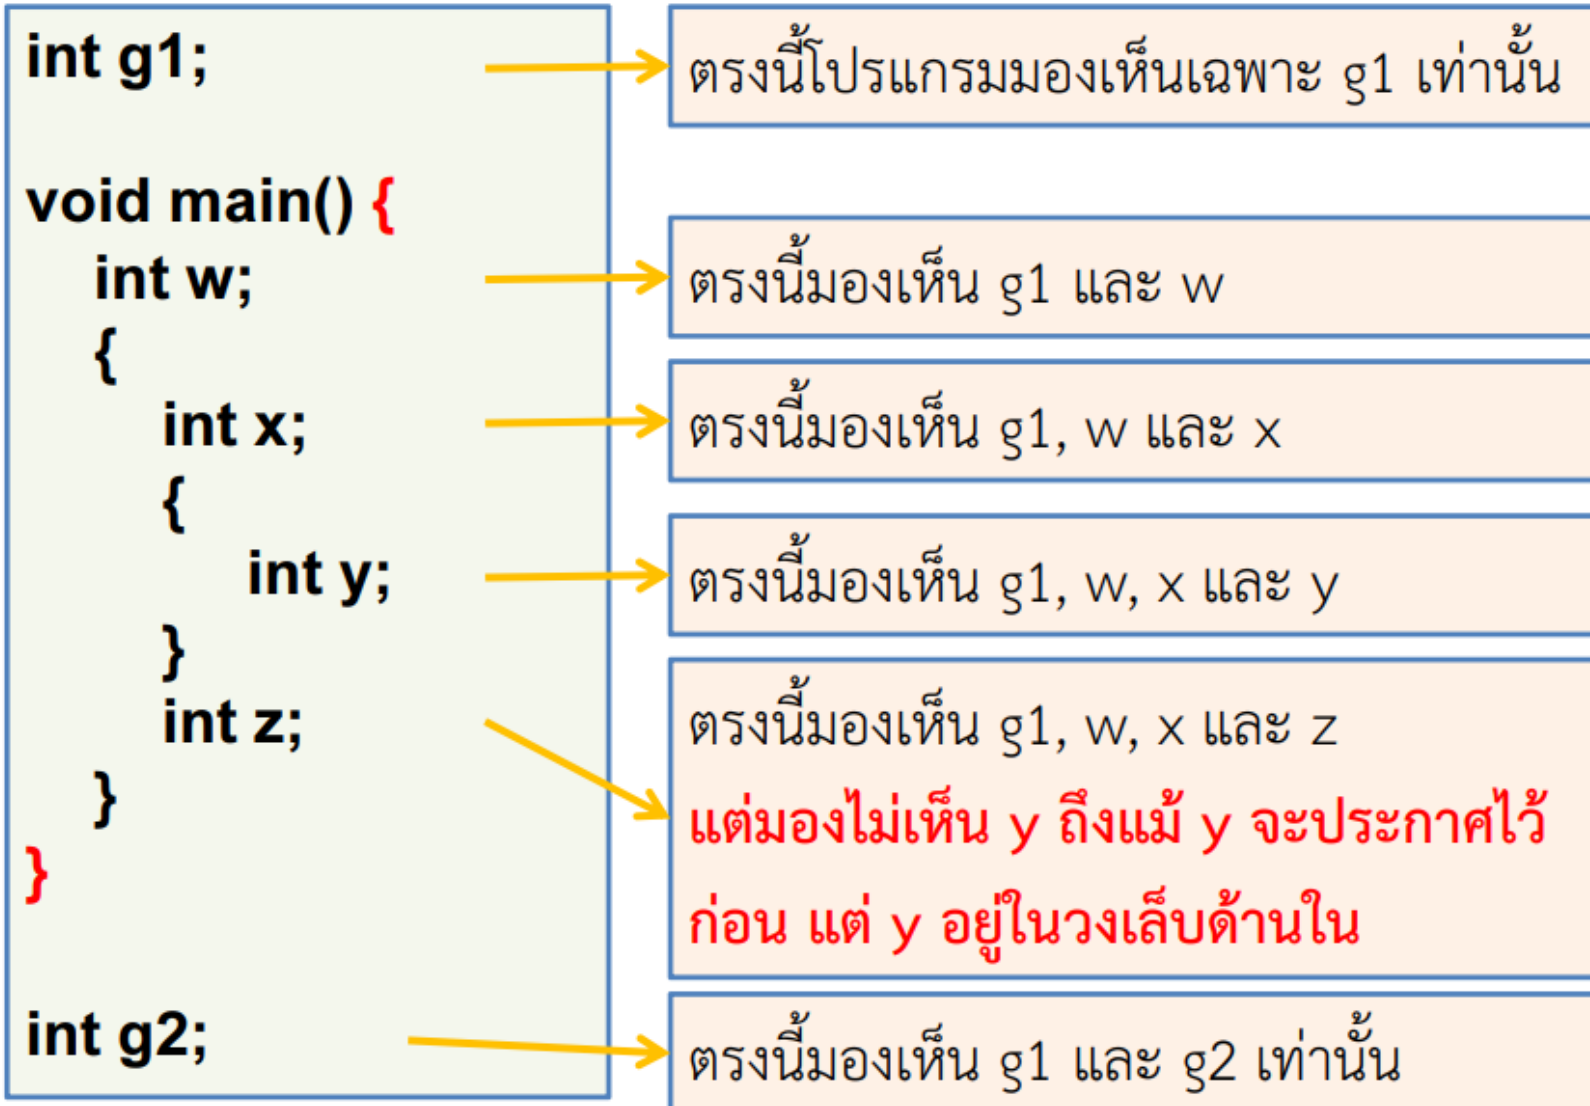 int g1;
ตรงนี้โปรแกรมมองเห็นเฉพาะ g1 เท่านั้น
void main() {
int w;
ตรงนี้มองเห็น g1 และ w
{
int x;
ตรงนี้มองเห็น g1, w และ x
{
int y;
ตรงนี้มองเห็น g1, w, x และ y
}
int z;
ตรงนี้มองเห็น g1, w, x และ z
แต่มองไม่เห็น y ถึงแม้ y จะประกาศไว้
ก่อน แต่ y อยู่ในวงเล็บด้านใน
}
}
int g2;
ตรงนี้มองเห็น g1 และ g2 เท่านั้น